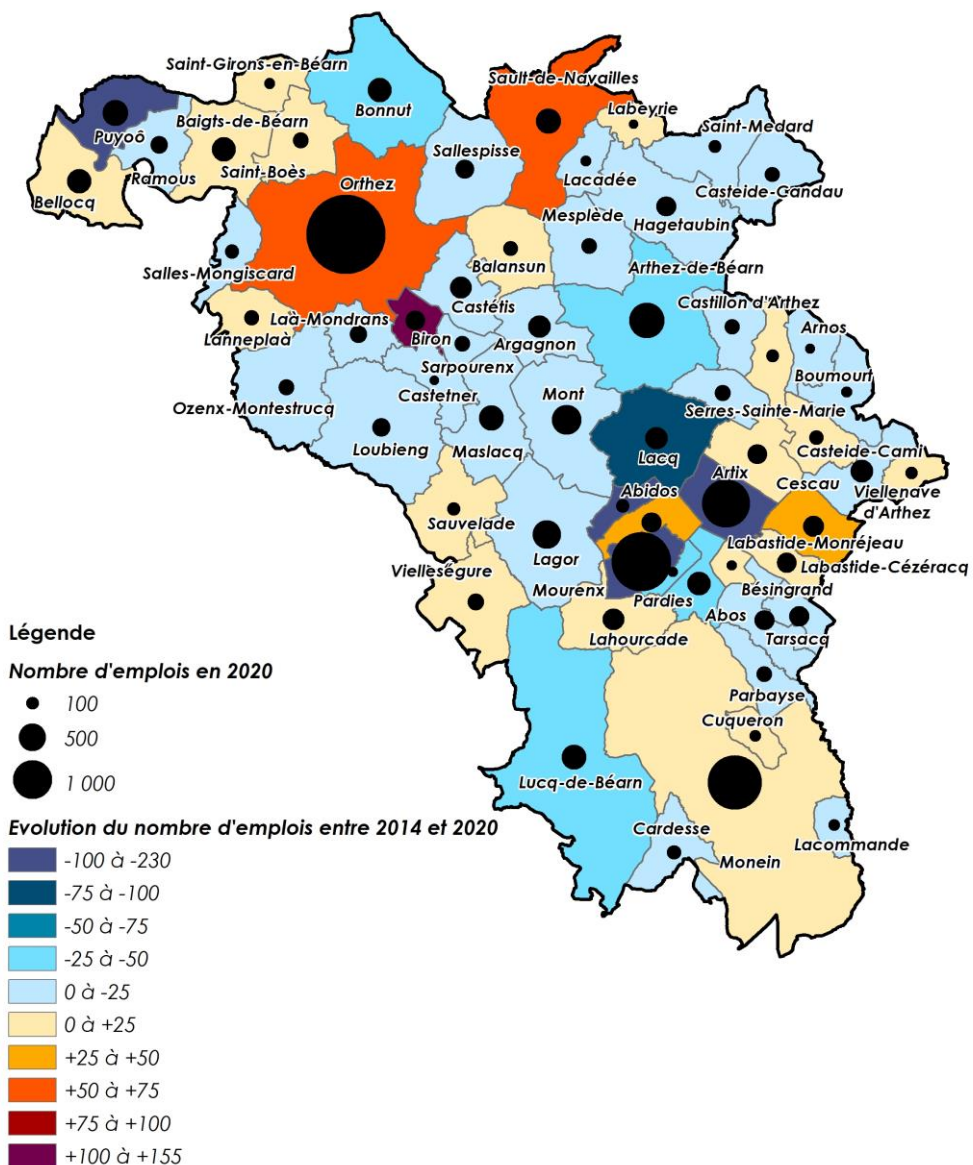 Saint-Girons-en-Béarn
Sault-de-Navailles
Bonnut
Labeyrie
Puyoô
Baigts-de-Béarn
Saint-Medard
Sallespisse
Ramous
Saint-Boès
Orthez
Lacadée
Casteide-Candau
Bellocq
Mesplède
Hagetaubin
Salles-Mongiscard
Balansun
Arthez-de-Béarn
Castétis
Castillon d'Arthez
Lanneplaà
Laà-Mondrans
Biron
Argagnon
Arnos
Sarpourenx
Boumourt
Ozenx-Montestrucq
Castetner
Mont
Serres-Sainte-Marie
Loubieng
Maslacq
Lacq
Casteide-Cami
Artix
Cescau
Abidos
Viellenave
d'Arthez
Sauvelade
Labastide-Monréjeau
Lagor
Labastide-Cézéracq
Vielleségure
Mourenx
Bésingrand
Pardies
Abos
Lahourcade
Tarsacq
Parbayse
Cuqueron
Lucq-de-Béarn
Cardesse
Lacommande
Monein
Légende
Nombre d'emplois en 2020
100
500
1 000
Evolution du nombre d'emplois entre 2014 et 2020
-100 à -230
-75 à -100
-50 à -75
-25 à -50
0 à -25
0 à +25
+25 à +50
+50 à +75
+75 à +100
+100 à +155